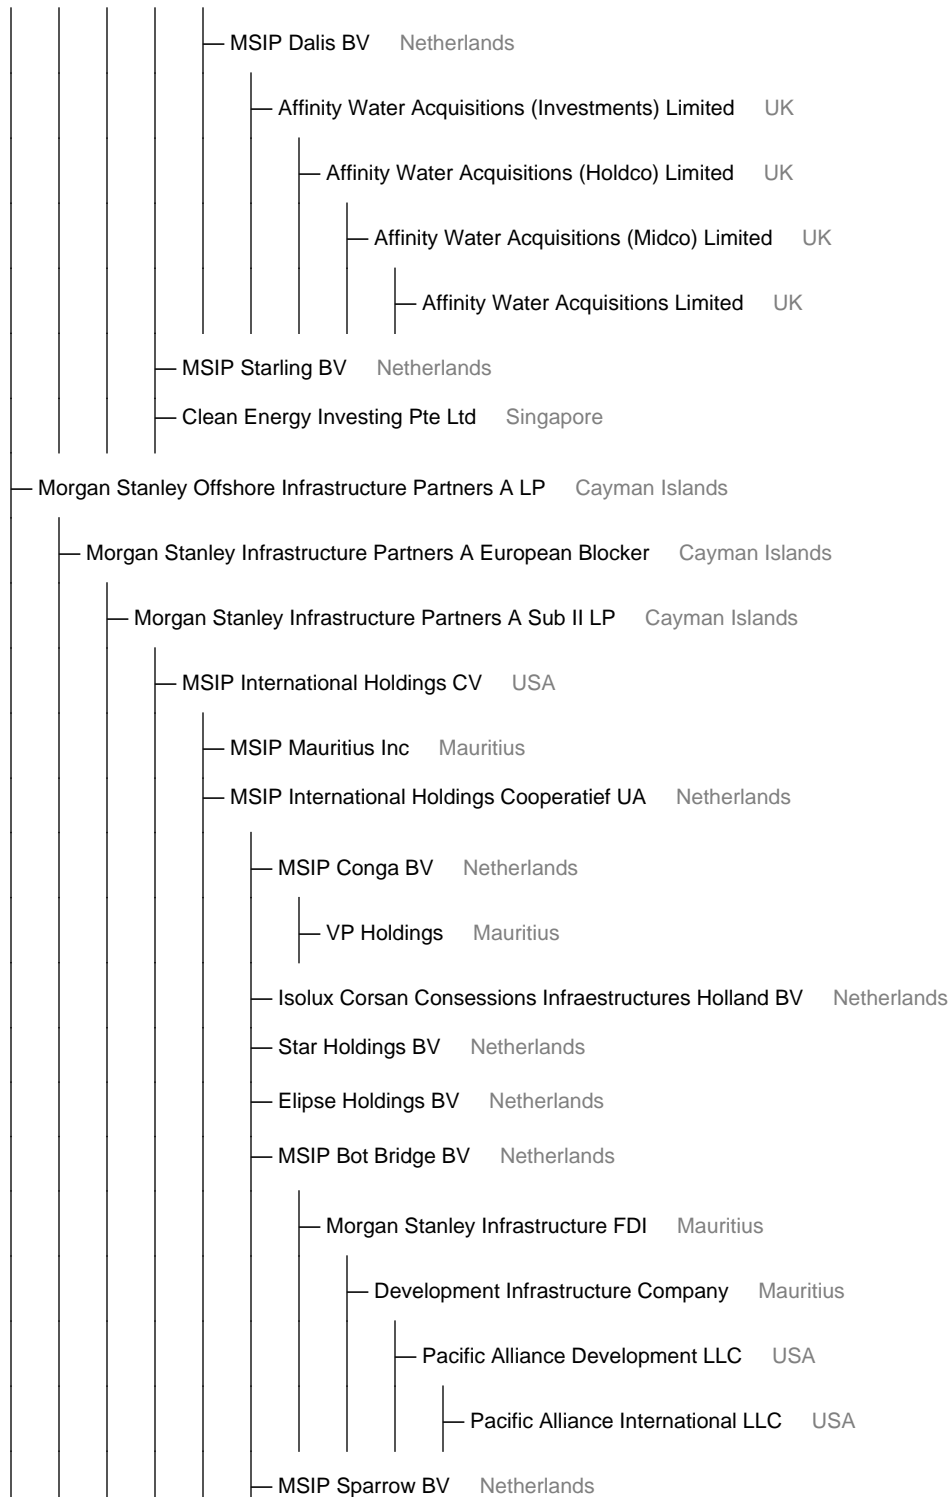 MSIP Dalis BV Netherlands
Affinity Water Acquisitions (Investments) Limited UK
Affinity Water Acquisitions (Holdco) Limited UK
Affinity Water Acquisitions (Midco) Limited UK
Affinity Water Acquisitions Limited UK
MSIP Starling BV Netherlands
Clean Energy Investing Pte Ltd Singapore
Morgan Stanley Offshore Infrastructure Partners A LP Cayman Islands
Morgan Stanley Infrastructure Partners A European Blocker Cayman Islands
Morgan Stanley Infrastructure Partners A Sub II LP Cayman Islands
MSIP International Holdings CV USA
MSIP Mauritius Inc Mauritius
MSIP International Holdings Cooperatief UA Netherlands
MSIP Conga BV Netherlands
VP Holdings Mauritius
Isolux Corsan Consessions Infraestructures Holland BV Netherlands
Star Holdings BV Netherlands
Elipse Holdings BV Netherlands
MSIP Bot Bridge BV Netherlands
Morgan Stanley Infrastructure FDI Mauritius
Development Infrastructure Company Mauritius
Pacific Alliance Development LLC USA
Pacific Alliance International LLC USA
MSIP Sparrow BV Netherlands